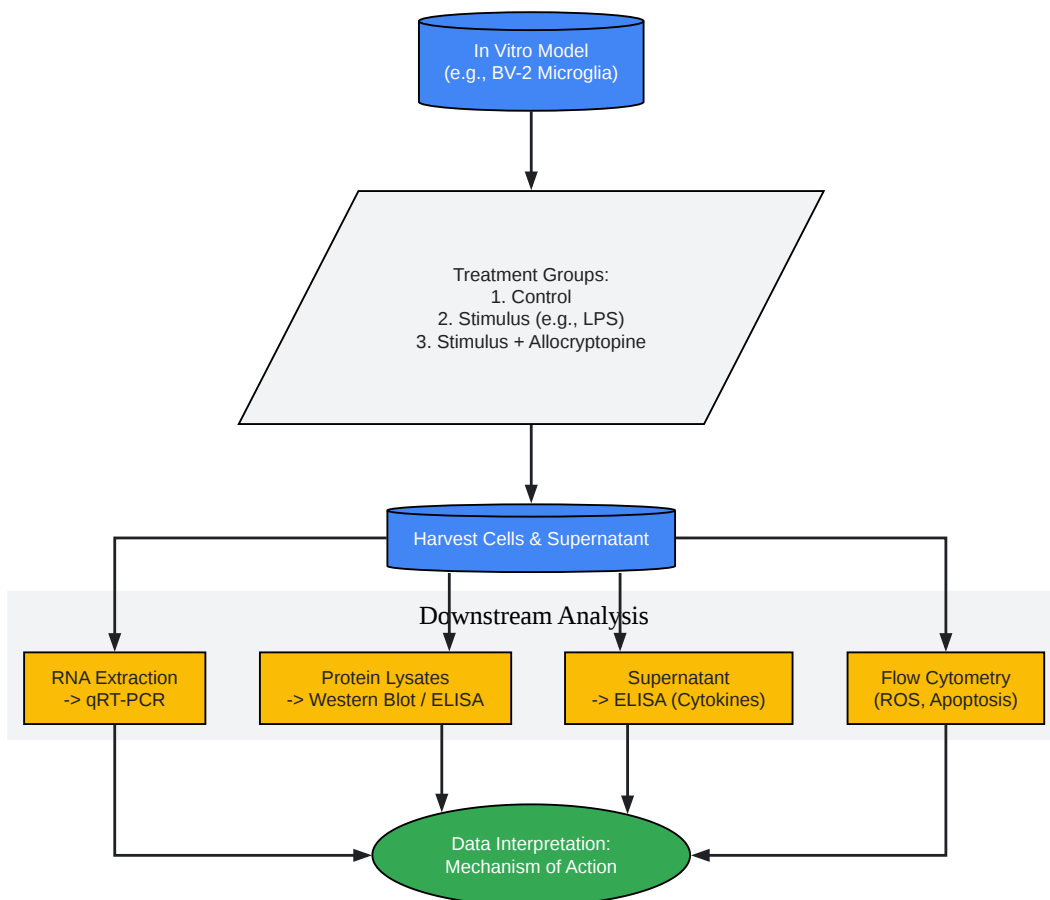 In Vitro Model
(e.g., BV-2 Microglia)
Treatment Groups:
1. Control
2. Stimulus (e.g., LPS)
3. Stimulus + Allocryptopine
Harvest Cells & Supernatant
Downstream Analysis
RNA Extraction
-> qRT-PCR
Protein Lysates
-> Western Blot / ELISA
Supernatant
-> ELISA (Cytokines)
Flow Cytometry
(ROS, Apoptosis)
Data Interpretation:
Mechanism of Action